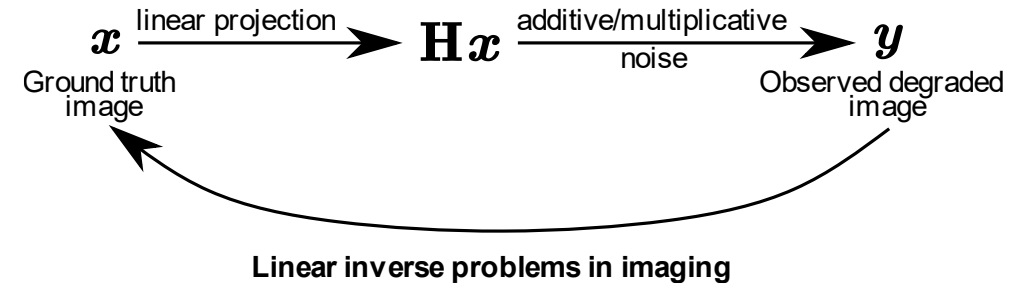 x linear projection Hx additive/multiplicative noise y
Ground truth image
Observed degraded image
Linear inverse problems in imaging